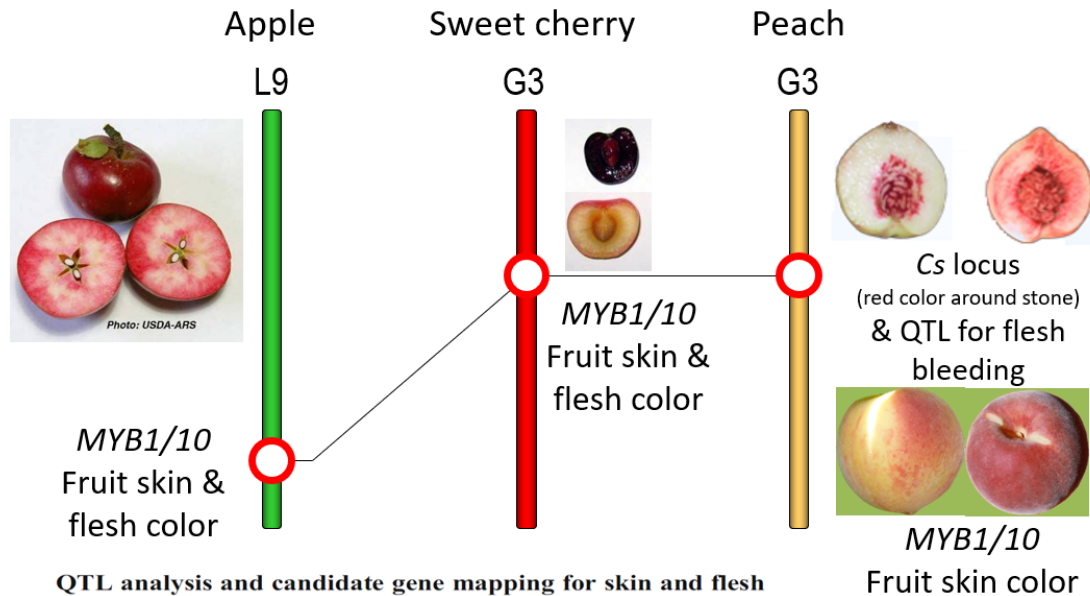 Apple
Sweet cherry
Peach
L9
G3
G3
Photo: USDA-ARS
MYB1/10
Fruit skin &
flesh color
MYB1/10
Fruit skin &
flesh color
Cs locus
(red color around stone)
& QTL for flesh
bleeding
MYB1/10
Fruit skin color
QTL analysis and candidate gene mapping for skin and flesh